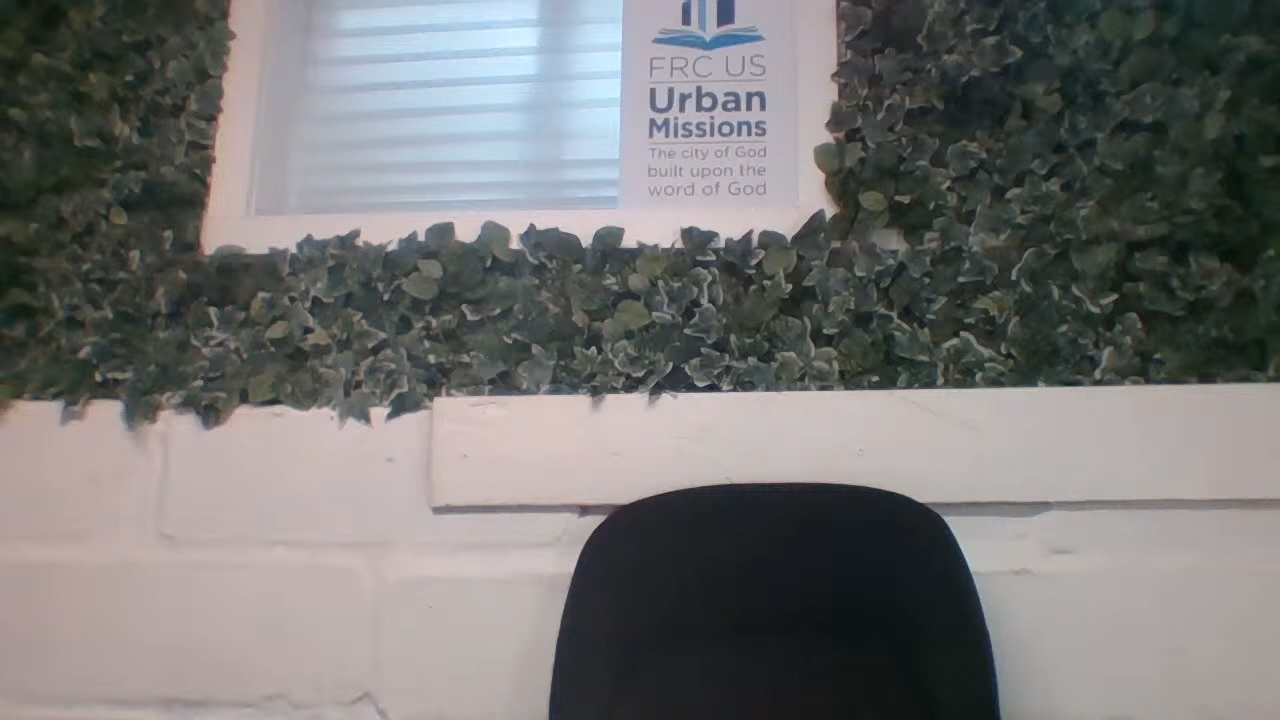 FRC US
Urban
Missions
The city of God
built upon the
word of God